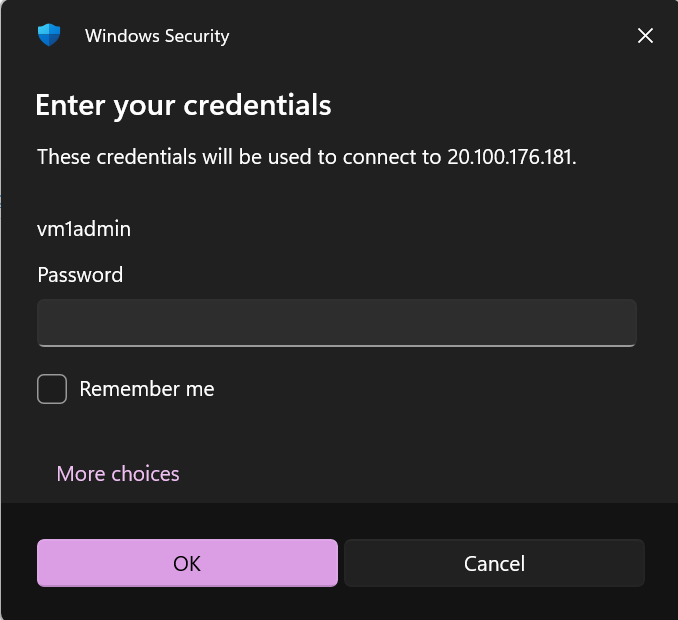 Windows Security
Enter your credentials
These credentials will be used to connect to 20.100.176.181.
vm1admin
Password
Remember me
More choices
OK
Cancel